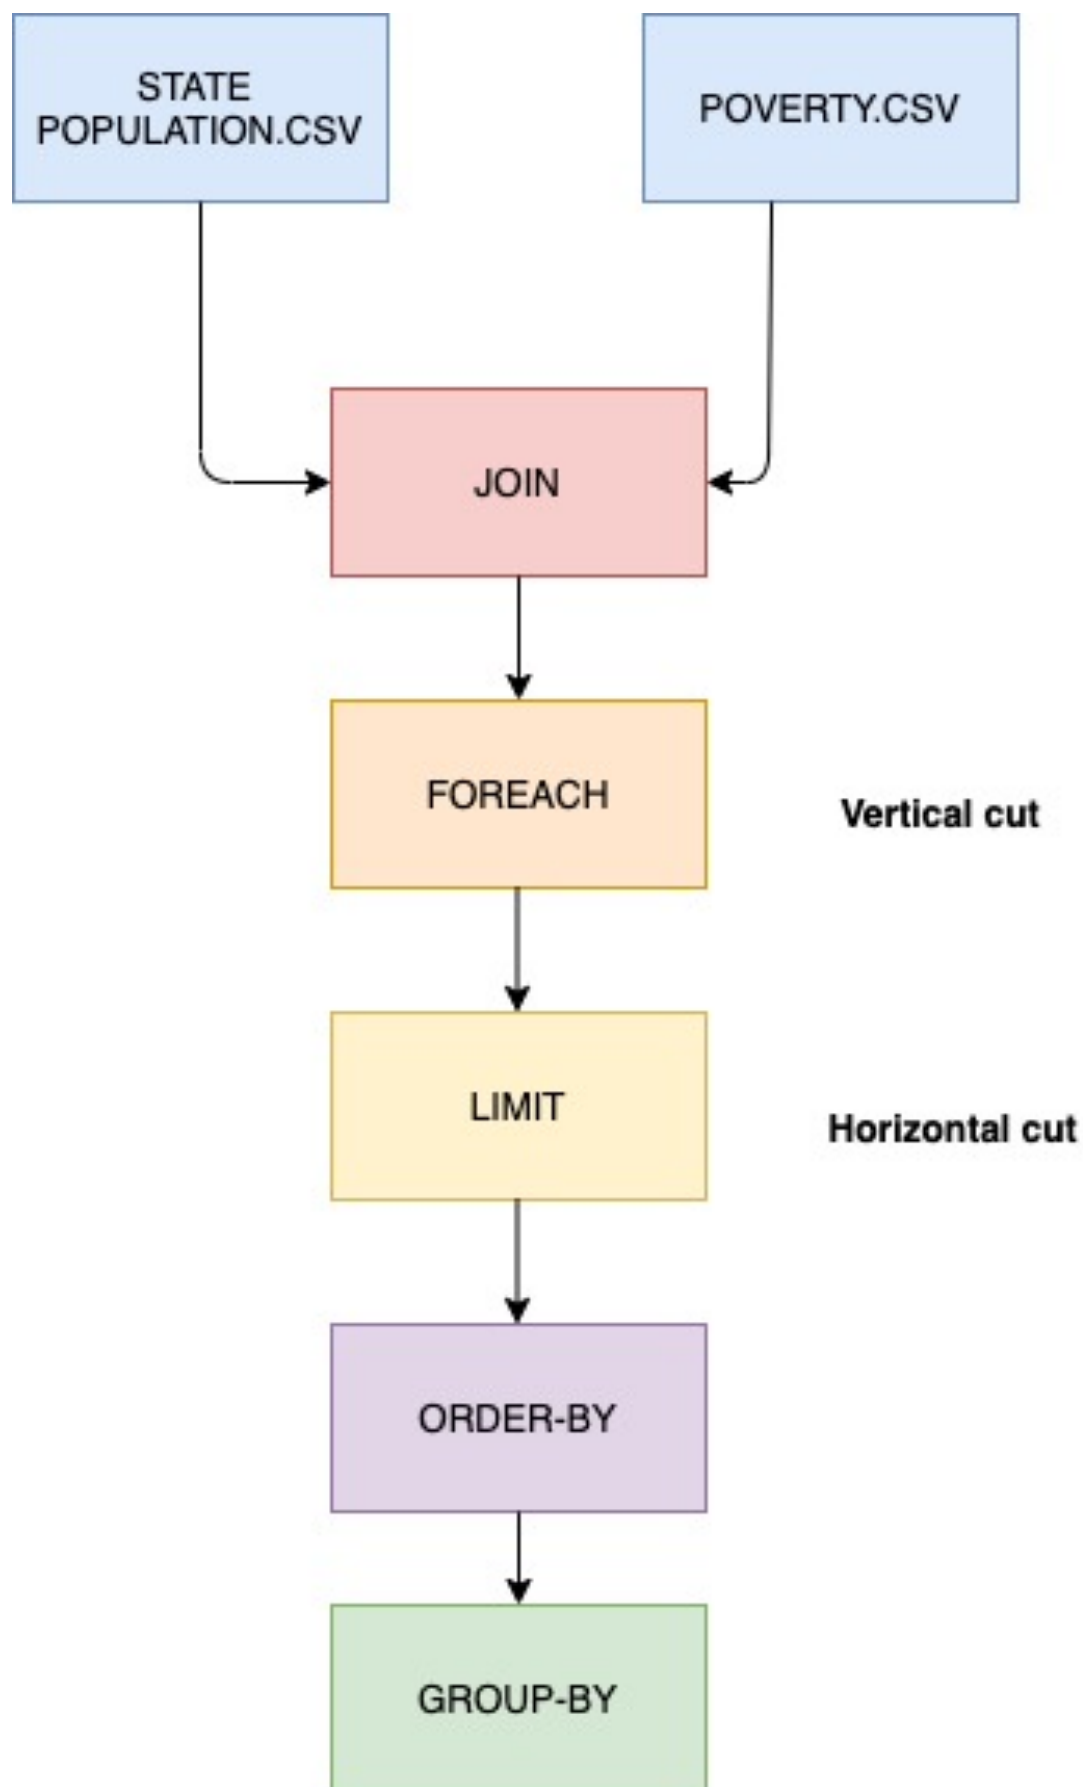 STATE
POPULATION.CSV
POVERTY.CSV
JOIN
FOREACH
Vertical cut
LIMIT
Horizontal cut
ORDER-BY
GROUP-BY